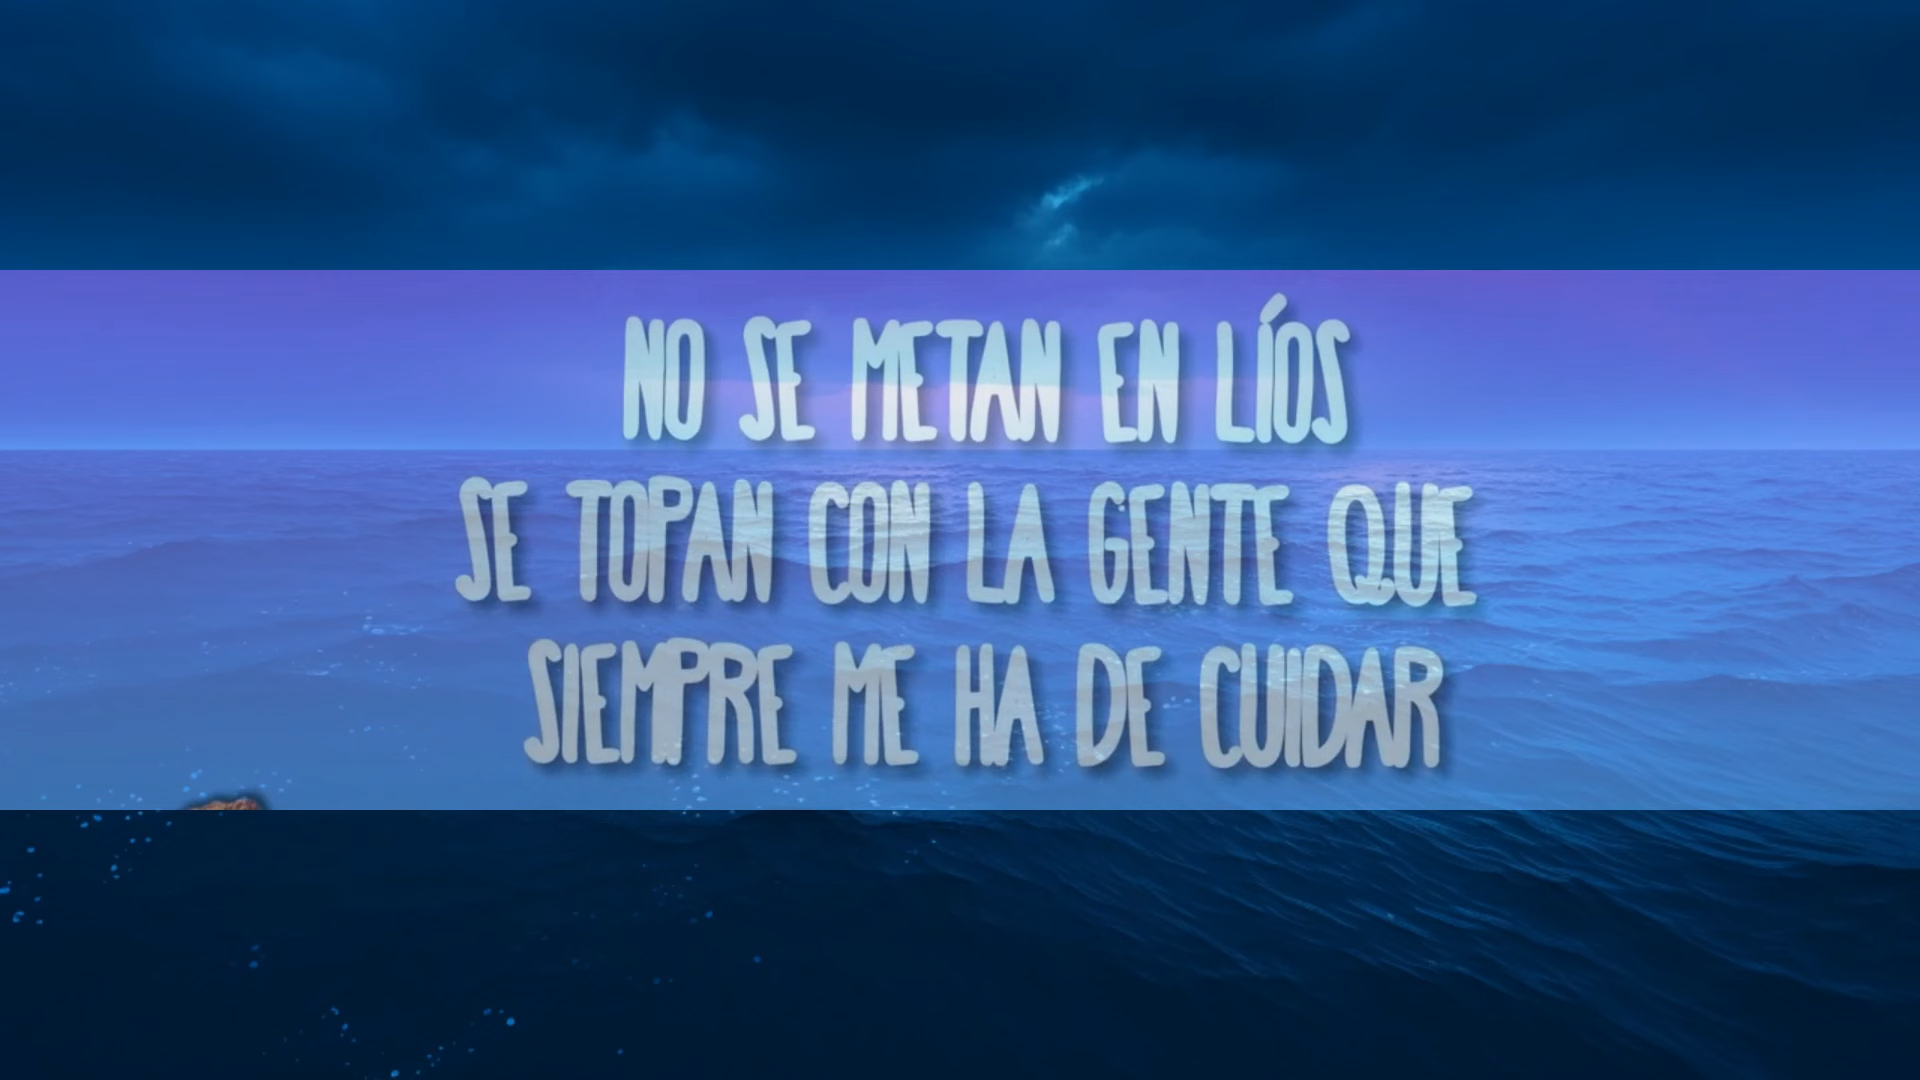 NO SE METAN EN LÍOS
SE TOPAN CON LA GENTE QUE
SIEMPRE ME HA DE CUIDAR